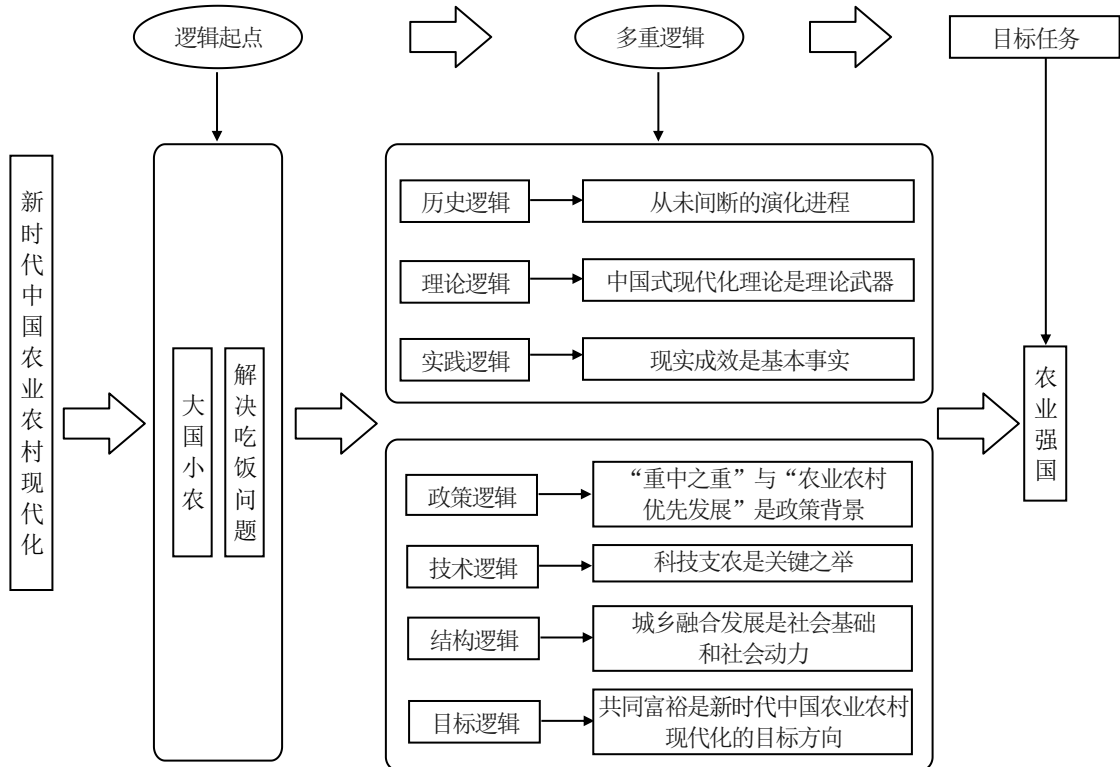 逻辑起点
多重逻辑
目标任务
新时代中国农业农村现代化
大国小农
解决吃饭问题
历史逻辑
从未间断的演化进程
理论逻辑
中国式现代化理论是理论武器
实践逻辑
现实成效是基本事实
政策逻辑
“重中之重”与“农业农村
优先发展”是政策背景
技术逻辑
科技支农是关键之举
结构逻辑
城乡融合发展是社会基础
和社会动力
目标逻辑
共同富裕是新时代中国农业农村
现代化的目标方向
农业强国